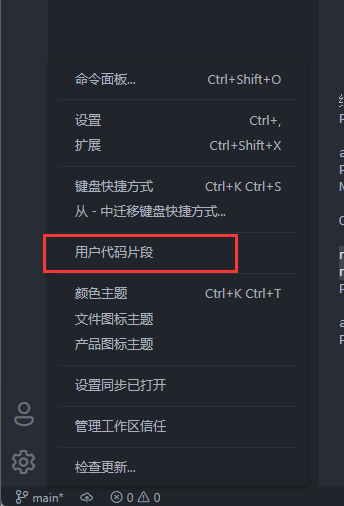 命令面板... Ctrl+Shift+O
设置 Ctrl+,
扩展 Ctrl+Shift+X
键盘快捷方式 Ctrl+K Ctrl+S
从 - 中迁移键盘快捷方式...
用户代码片段
颜色主题 Ctrl+K Ctrl+T
文件图标主题
产品图标主题
设置同步已打开
管理工作区信任
检查更新...
main* 0 0